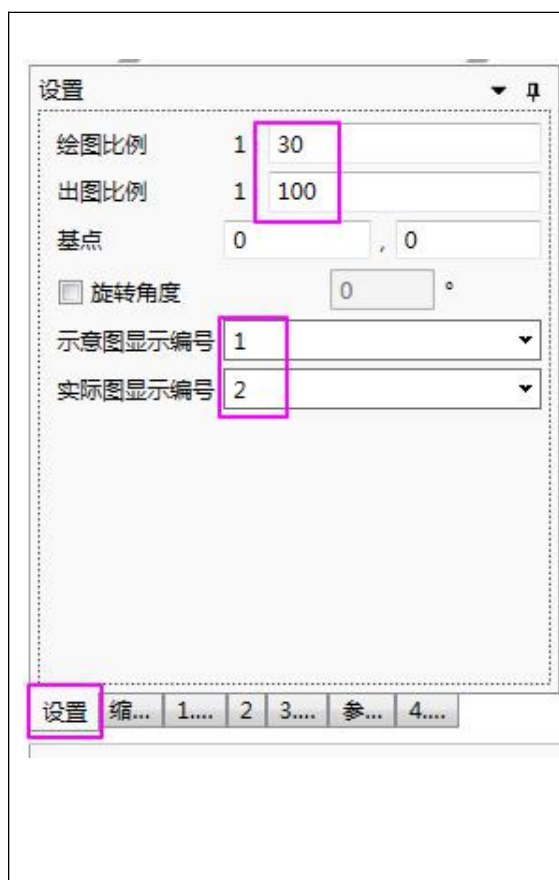 设置
绘图比例 1 30
出图比例 1 100
基点 0 , 0
旋转角度 0 °
示意图显示编号 1
实际图显示编号 2
设置 缩... 1.... 2 3.... 参... 4....